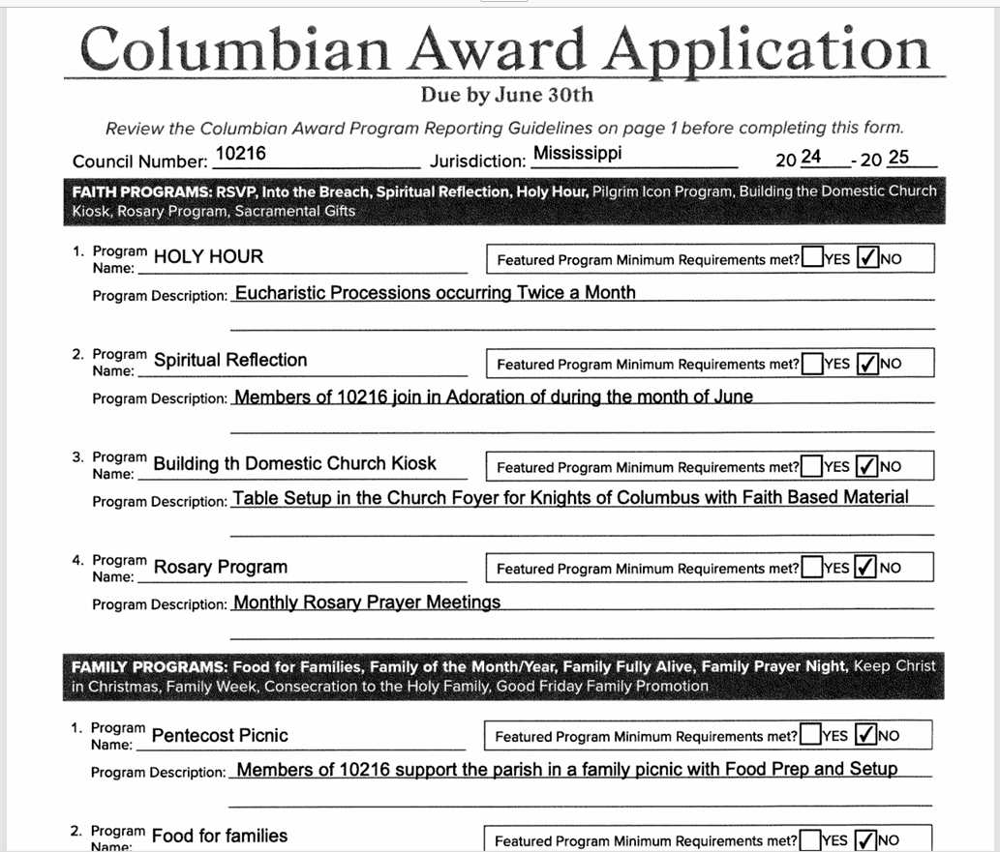 Columbian Award Application
Due by June 30th
Review the Columbian Award Program Reporting Guidelines on page 1 before completing this form.
Council Number: 10216 Jurisdiction: Mississippi 20 24 - 20 25
FAITH PROGRAMS: RSVP, Into the Breach, Spiritual Reflection, Holy Hour, Pilgrim Icon Program, Building the Domestic Church
Kiosk, Rosary Program, Sacramental Gifts
1. Program Name: HOLY HOUR Featured Program Minimum Requirements met? YES ✓ NO
Program Description: Eucharistic Processions occurring Twice a Month
2. Program Name: Spiritual Reflection Featured Program Minimum Requirements met? YES ✓ NO
Program Description: Members of 10216 join in Adoration of during the month of June
3. Program Name: Building th Domestic Church Kiosk Featured Program Minimum Requirements met? YES ✓ NO
Program Description: Table Setup in the Church Foyer for Knights of Columbus with Faith Based Material
4. Program Name: Rosary Program Featured Program Minimum Requirements met? YES ✓ NO
Program Description: Monthly Rosary Prayer Meetings
FAMILY PROGRAMS: Food for Families, Family of the Month/Year, Family Fully Alive, Family Prayer Night, Keep Christ
in Christmas, Family Week, Consecration to the Holy Family, Good Friday Family Promotion
1. Program Name: Pentecost Picnic Featured Program Minimum Requirements met? YES ✓ NO
Program Description: Members of 10216 support the parish in a family picnic with Food Prep and Setup
2. Program Name: Food for families Featured Program Minimum Requirements met? YES ✓ NO